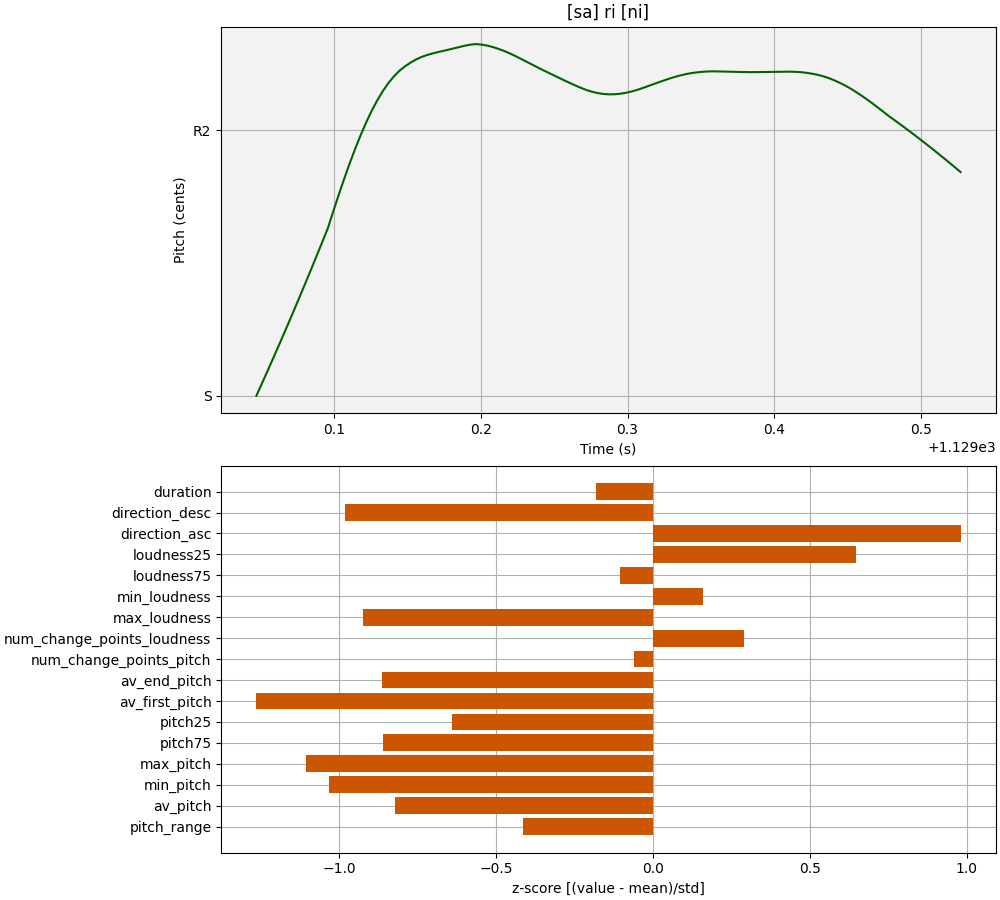 [sa] ri [ni]
R2
S
Pitch (cents)
0.1 0.2 0.3 0.4 0.5
Time (s)
+1.129e3
duration
direction_desc
direction_asc
loudness25
loudness75
min_loudness
max_loudness
num_change_points_loudness
num_change_points_pitch
av_end_pitch
av_first_pitch
pitch25
pitch75
max_pitch
min_pitch
av_pitch
pitch_range
−1.0 −0.5 0.0 0.5 1.0
z-score [(value - mean)/std]